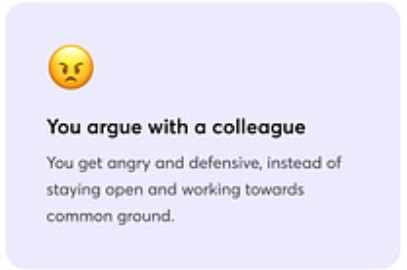 You argue with a colleague
You get angry and defensive, instead of
staying open and working towards
common ground.